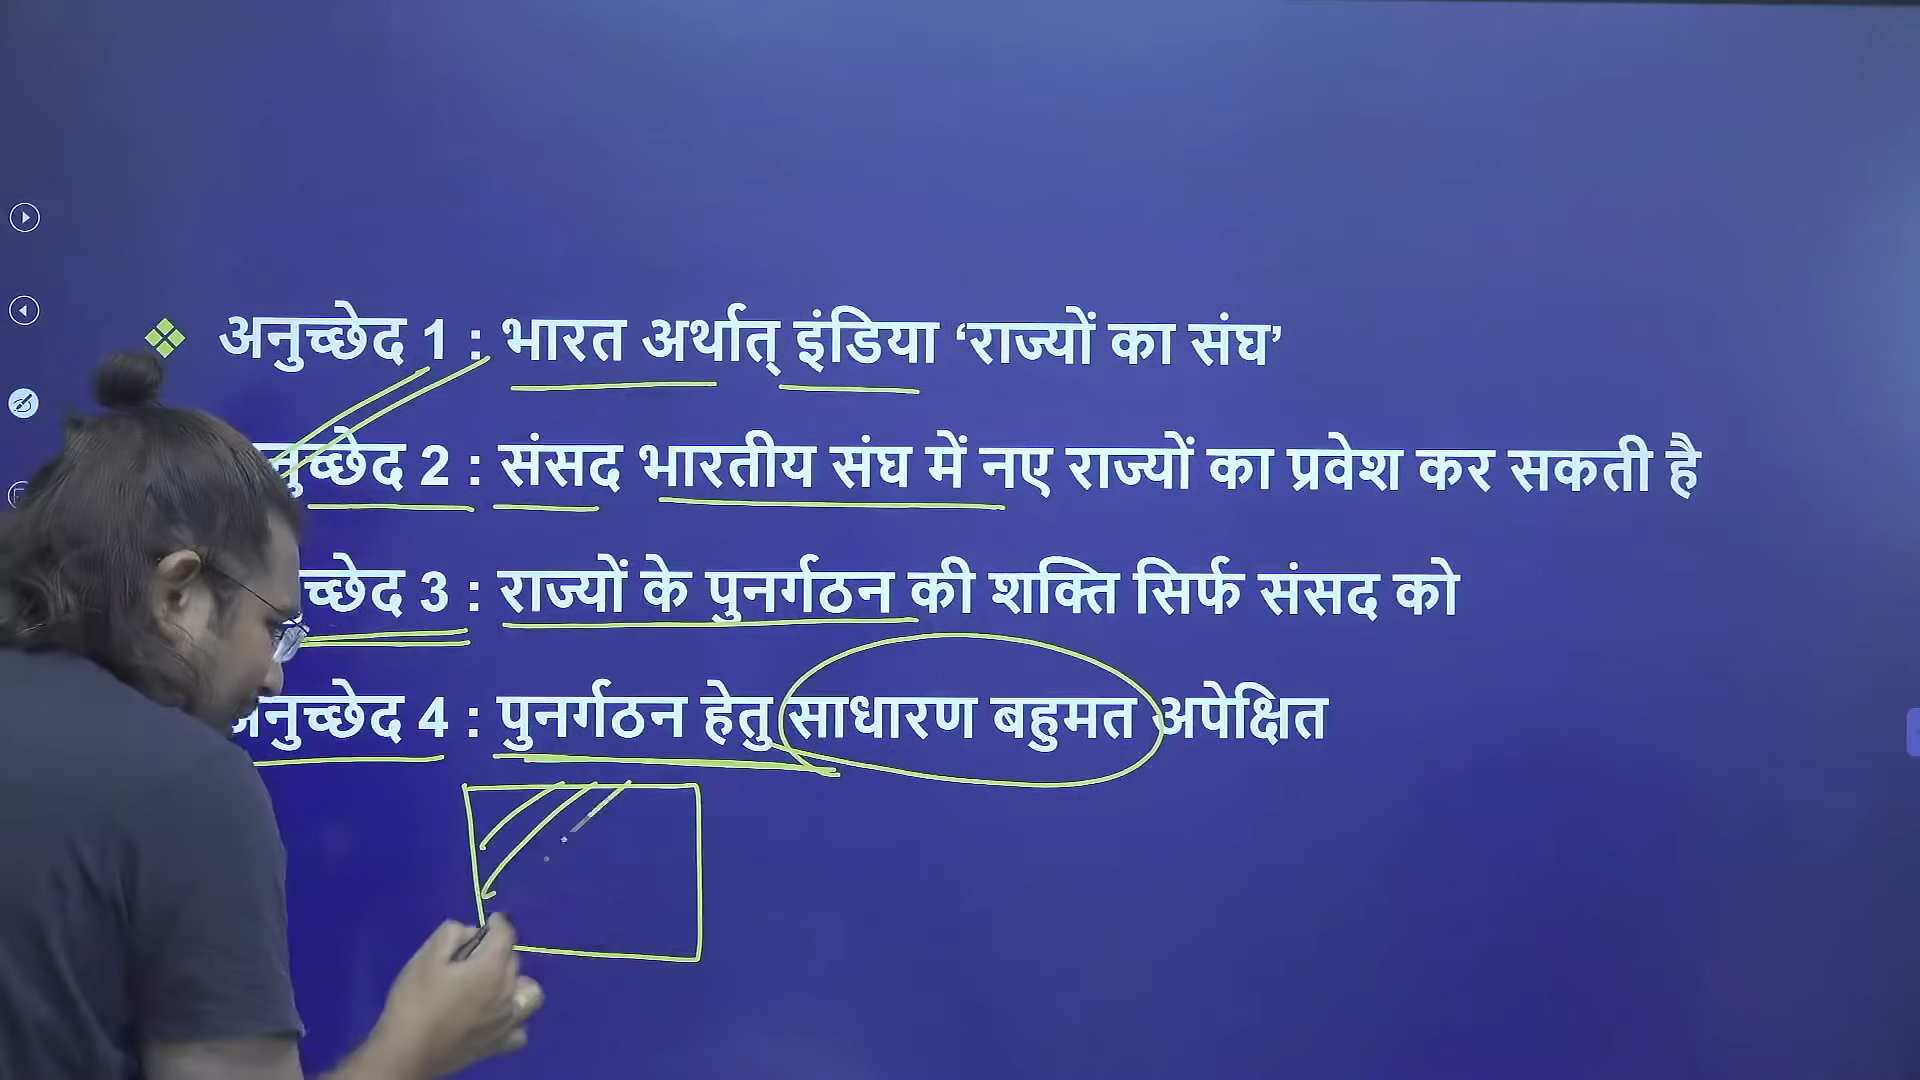 अनुच्छेद 1 : भारत अर्थात् इंडिया ‘राज्यों का संघ’
2 : संसद भारतीय संघ में नए राज्यों का प्रवेश कर सकती है
3 : राज्यों के पुनर्गठन की शक्ति सिर्फ संसद को
अनुच्छेद 4 : पुनर्गठन हेतु साधारण बहुमत अपेक्षित